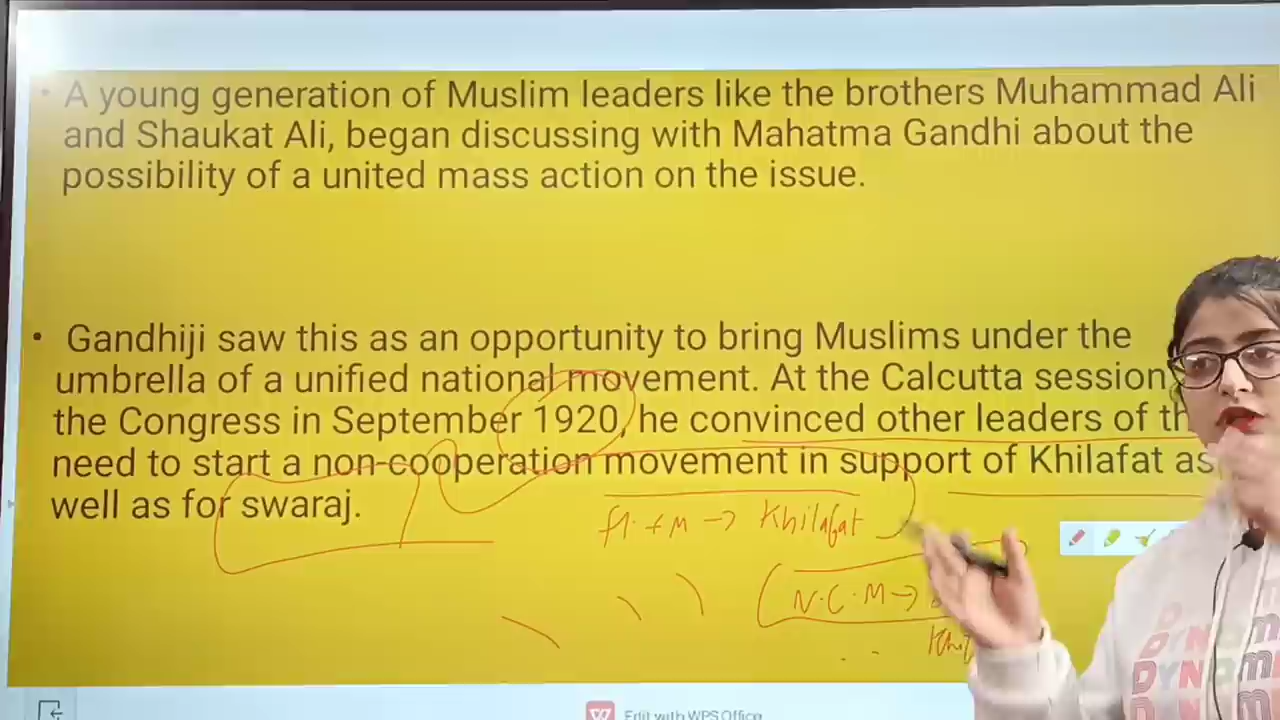 • A young generation of Muslim leaders like the brothers Muhammad Ali
and Shaukat Ali, began discussing with Mahatma Gandhi about the
possibility of a united mass action on the issue.
• Gandhiji saw this as an opportunity to bring Muslims under the
umbrella of a unified national movement. At the Calcutta session
the Congress in September 1920, he convinced other leaders of th
need to start a non-cooperation movement in support of Khilafat as
well as for swaraj.
+ M → Khilafat
N.C.M →
Edit with WPS Office
DYNAM
DYNAM